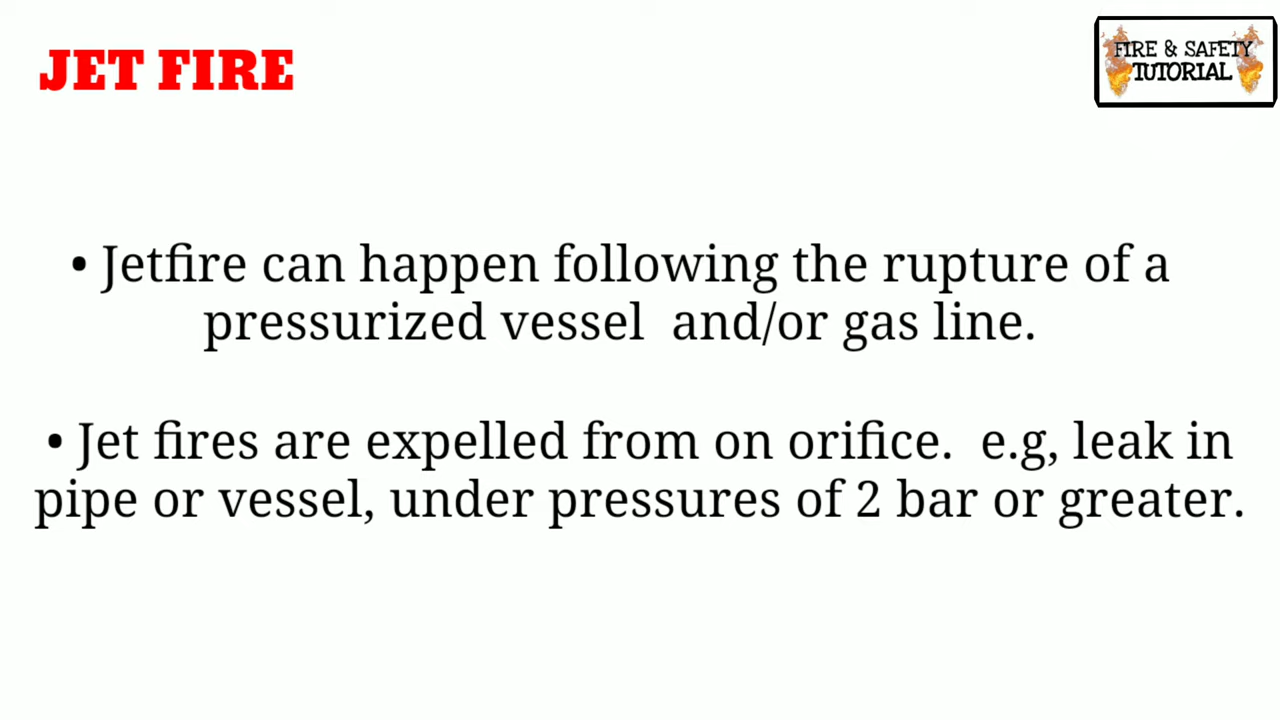 JET FIRE
FIRE & SAFETY
TUTORIAL
• Jetfire can happen following the rupture of a
pressurized vessel  and/or gas line.
• Jet fires are expelled from on orifice.  e.g, leak in
pipe or vessel, under pressures of 2 bar or greater.